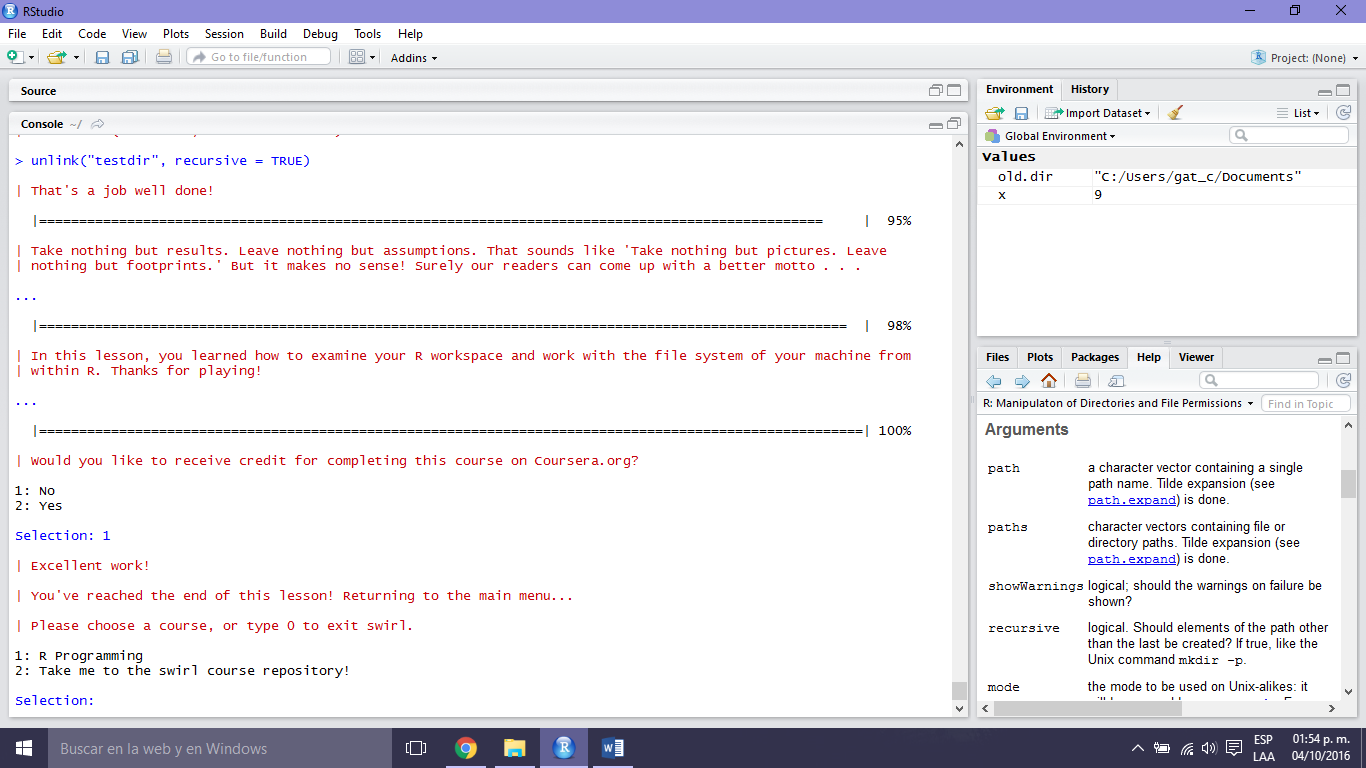 RStudio
File Edit Code View Plots Session Build Debug Tools Help
Go to file/function Addins Project: (None)
Source
Console ~/
> unlink("testdir", recursive = TRUE)
| That's a job well done!
|======================================================================================================= | 95%
| Take nothing but results. Leave nothing but assumptions. That sounds like 'Take nothing but pictures. Leave
| nothing but footprints.' But it makes no sense! Surely our readers can come up with a better motto . . .
...
|========================================================================================================== | 98%
| In this lesson, you learned how to examine your R workspace and work with the file system of your machine from
| within R. Thanks for playing!
...
|============================================================================================================| 100%
| Would you like to receive credit for completing this course on Coursera.org?
1: No
2: Yes
Selection: 1
| Excellent work!
| You've reached the end of this lesson! Returning to the main menu...
| Please choose a course, or type 0 to exit swirl.
1: R Programming
2: Take me to the swirl course repository!
Selection:
Environment History
Import Dataset List
Global Environment
Values
old.dir "C:/Users/gat_c/Documents"
x 9
Files Plots Packages Help Viewer
R: Manipulaton of Directories and File Permissions Find in Topic
Arguments
path a character vector containing a single
path name. Tilde expansion (see
path.expand) is done.
paths character vectors containing file or
directory paths. Tilde expansion (see
path.expand) is done.
showWarnings logical; should the warnings on failure be
shown?
recursive logical. Should elements of the path other
than the last be created? If true, like the
Unix command mkdir -p.
mode the mode to be used on Unix-alikes: it
Buscar en la web y en Windows
ESP
LAA
01:54 p. m.
04/10/2016